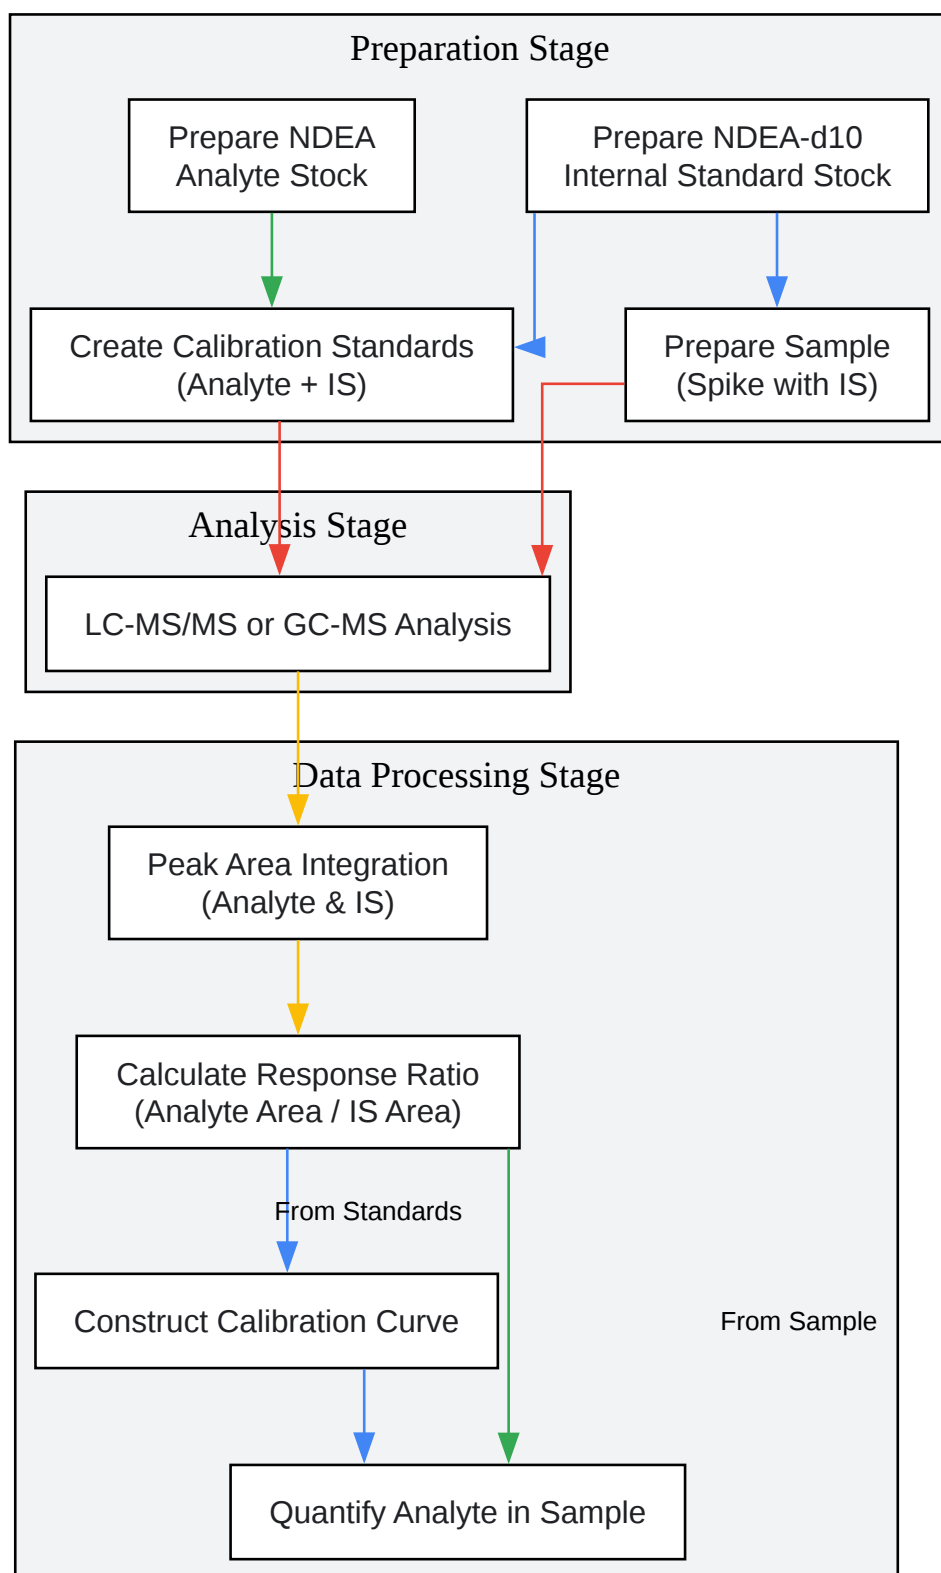 Preparation Stage
Prepare NDEA
Analyte Stock
Prepare NDEA-d10
Internal Standard Stock
Create Calibration Standards
(Analyte + IS)
Prepare Sample
(Spike with IS)
Analysis Stage
LC-MS/MS or GC-MS Analysis
Data Processing Stage
Peak Area Integration
(Analyte & IS)
Calculate Response Ratio
(Analyte Area / IS Area)
From Standards
Construct Calibration Curve
From Sample
Quantify Analyte in Sample